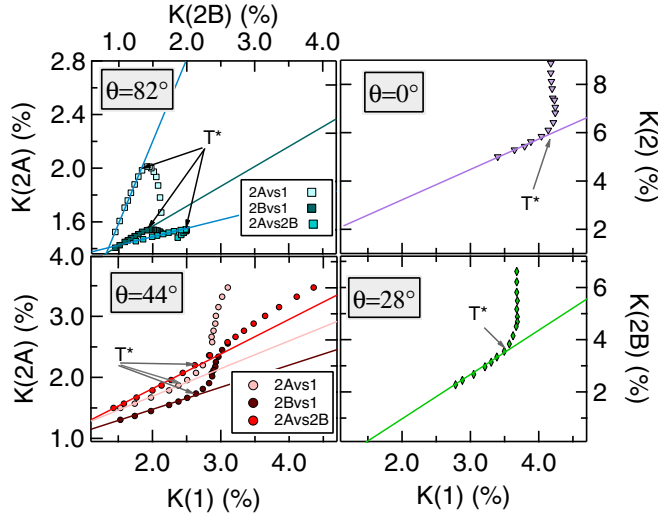 K(2B) (%)
1.0 2.0 3.0 4.0
2.8
2.4
2.0
1.6
K(2A) (%)
θ=82°
T*
2Avs1
2Bvs1
2Avs2B
θ=0°
T*
8
6
4
2
K(2) (%)
4.0
3.0
2.0
1.0
K(2A) (%)
θ=44°
T*
2Avs1
2Bvs1
2Avs2B
θ=28°
T*
6
4
2
0
K(2B) (%)
2.0 3.0 4.0
2.0 3.0 4.0
K(1) (%)
K(1) (%)